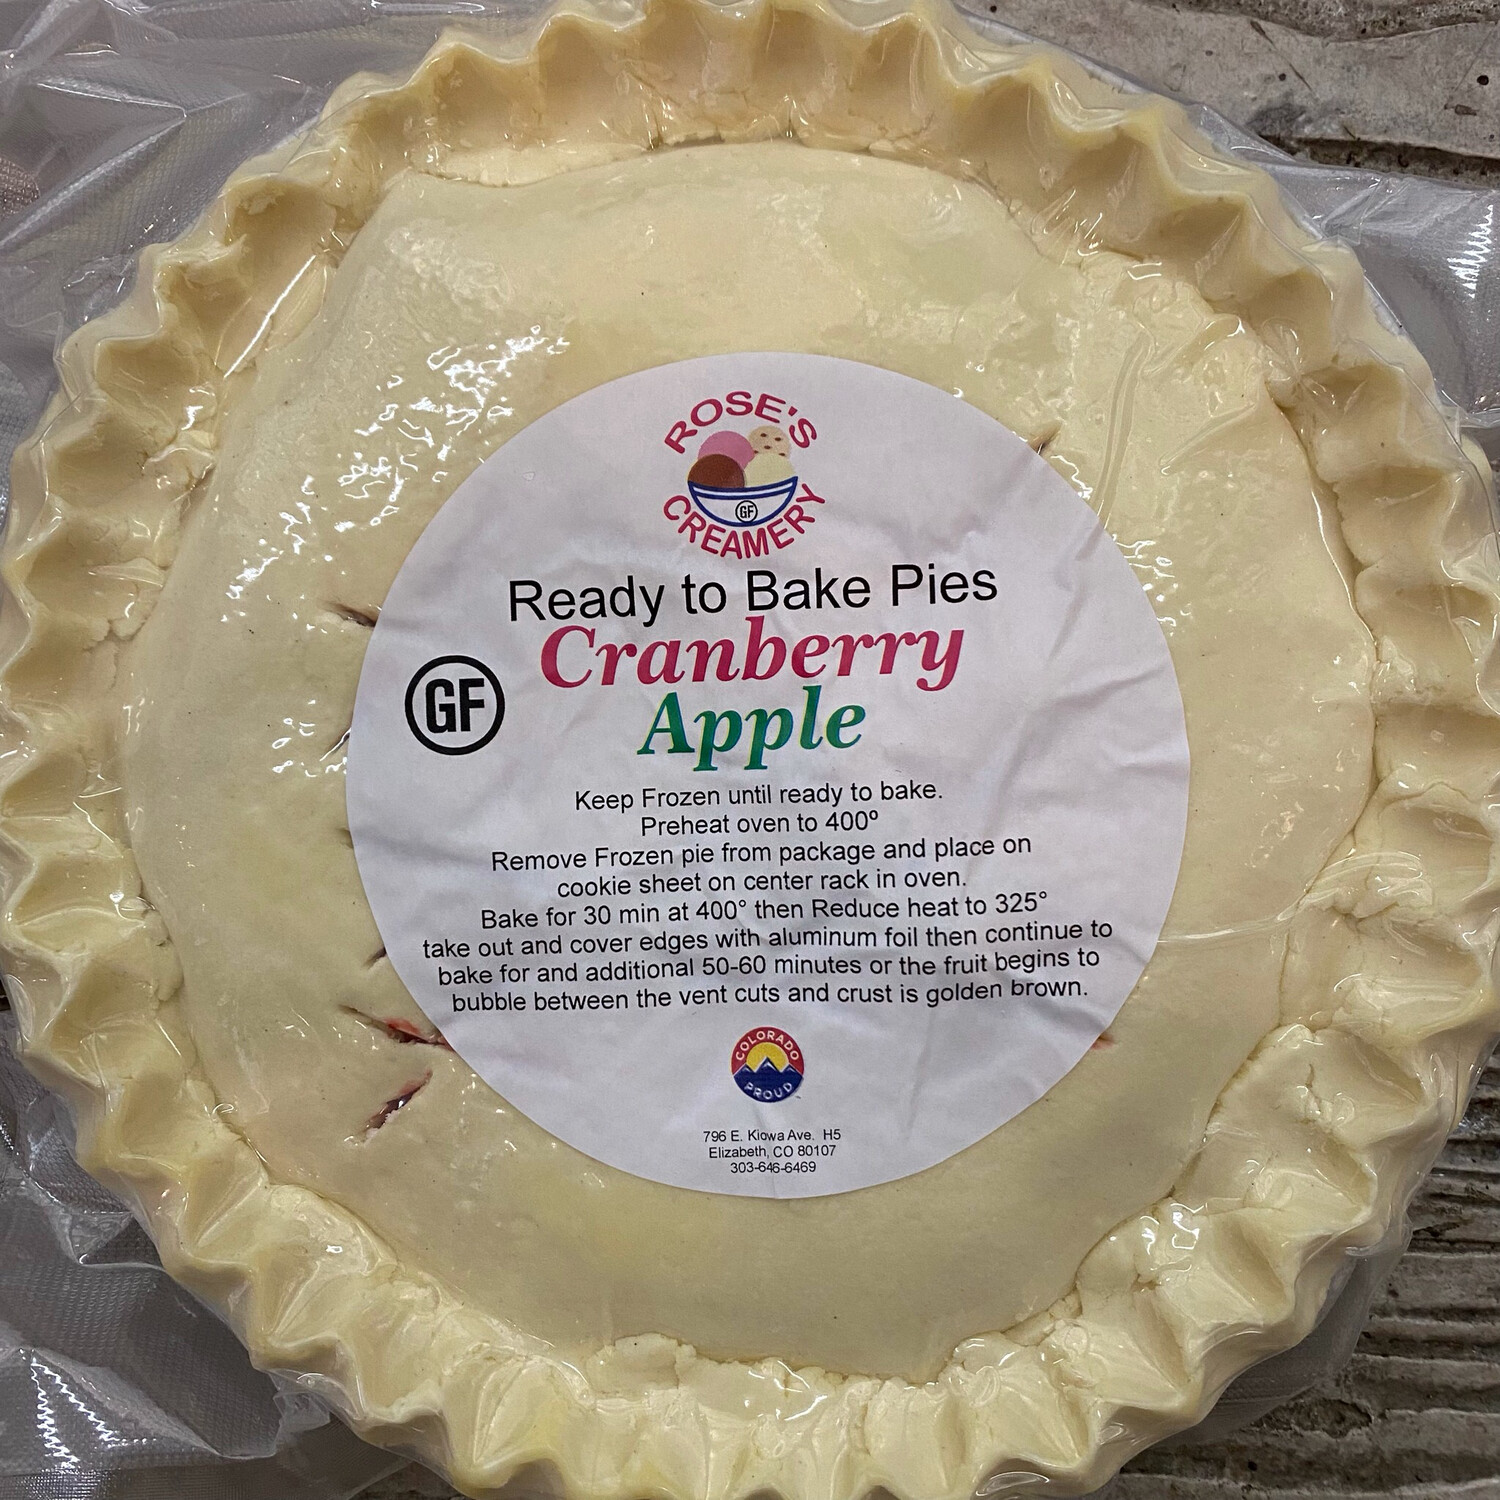 ROSE'S
GF
CREAMERY
Ready to Bake Pies
Cranberry
Apple
GF
Keep Frozen until ready to bake.
Preheat oven to 400º
Remove Frozen pie from package and place on
cookie sheet on center rack in oven.
Bake for 30 min at 400° then Reduce heat to 325°
take out and cover edges with aluminum foil then continue to
bake for and additional 50-60 minutes or the fruit begins to
bubble between the vent cuts and crust is golden brown.
COLORADO
PROUD
796 E. Kiowa Ave. H5
Elizabeth, CO 80107
303-646-6469